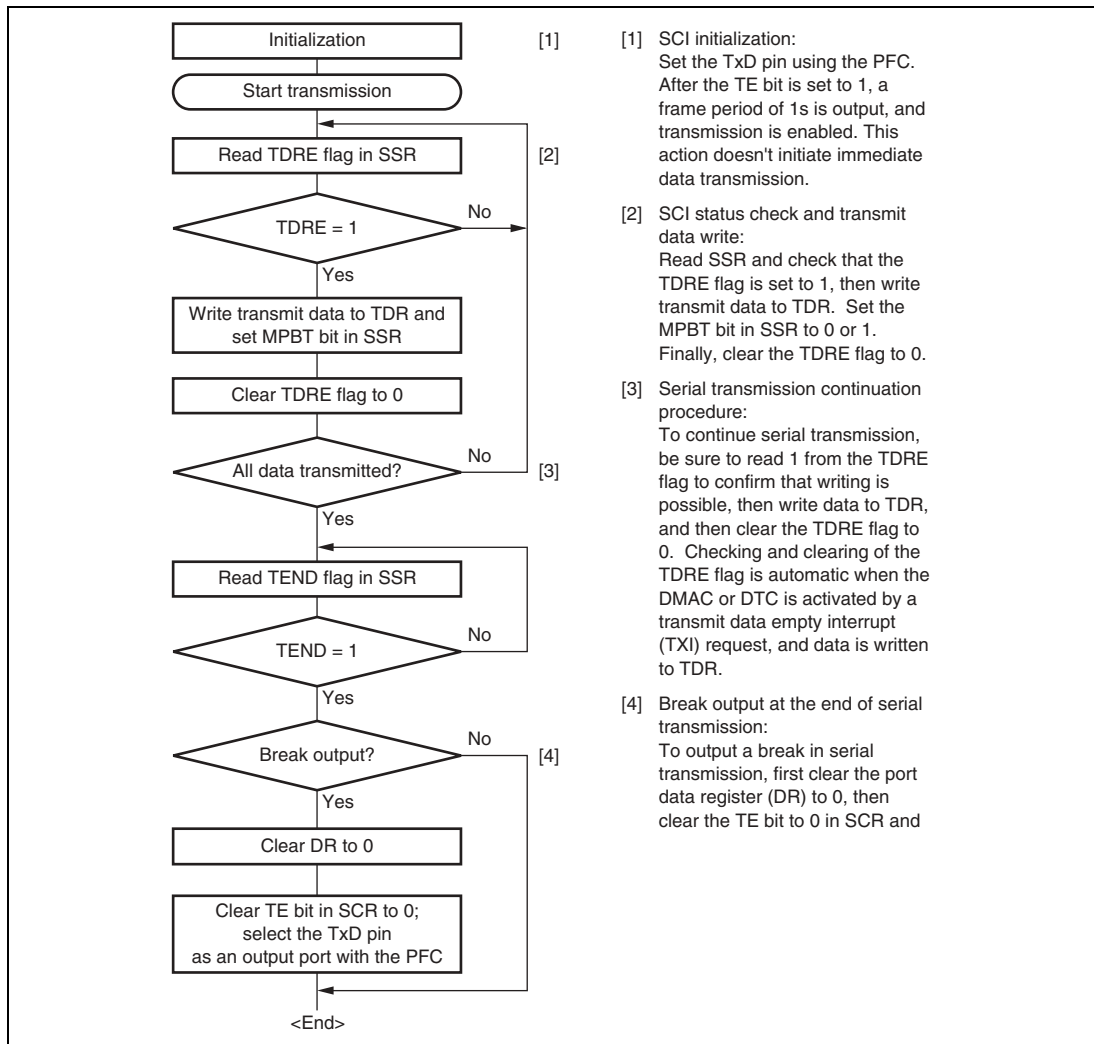 Initialization
[1]
Start transmission
Read TDRE flag in SSR
[2]
TDRE = 1
No
Yes
Write transmit data to TDR and
set MPBT bit in SSR
Clear TDRE flag to 0
All data transmitted?
No
[3]
Yes
Read TEND flag in SSR
TEND = 1
No
Yes
Break output?
No
[4]
Yes
Clear DR to 0
Clear TE bit in SCR to 0;
select the TxD pin
as an output port with the PFC
<End>
[1] SCI initialization:
Set the TxD pin using the PFC.
After the TE bit is set to 1, a
frame period of 1s is output, and
transmission is enabled. This
action doesn't initiate immediate
data transmission.
[2] SCI status check and transmit
data write:
Read SSR and check that the
TDRE flag is set to 1, then write
transmit data to TDR. Set the
MPBT bit in SSR to 0 or 1.
Finally, clear the TDRE flag to 0.
[3] Serial transmission continuation
procedure:
To continue serial transmission,
be sure to read 1 from the TDRE
flag to confirm that writing is
possible, then write data to TDR,
and then clear the TDRE flag to
0. Checking and clearing of the
TDRE flag is automatic when the
DMAC or DTC is activated by a
transmit data empty interrupt
(TXI) request, and data is written
to TDR.
[4] Break output at the end of serial
transmission:
To output a break in serial
transmission, first clear the port
data register (DR) to 0, then
clear the TE bit to 0 in SCR and